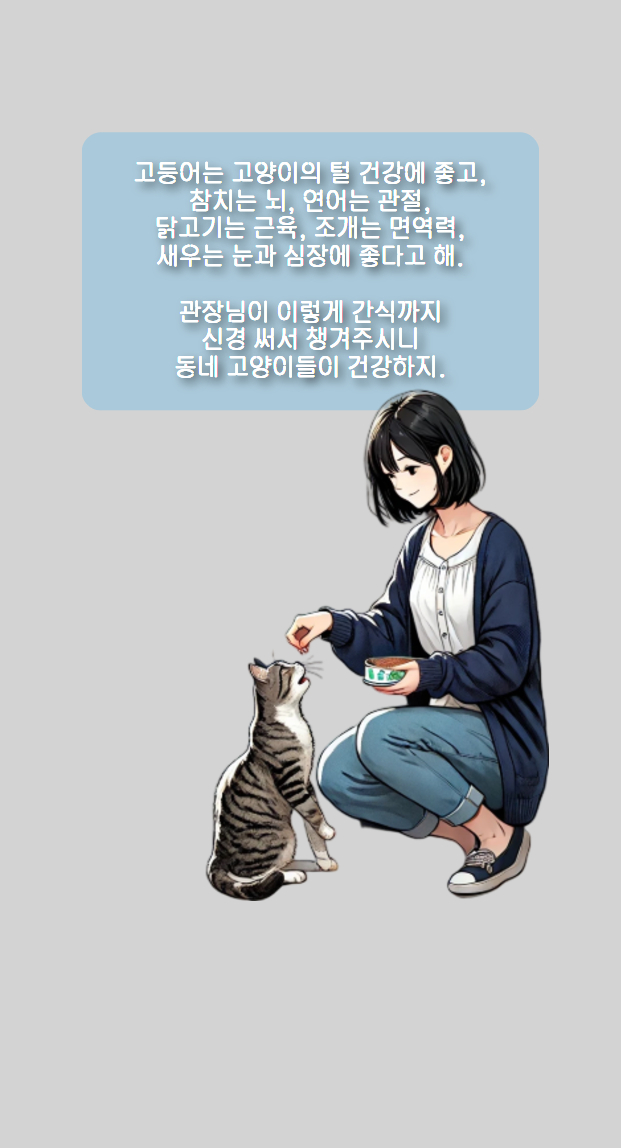 고등어는 고양이의 털 건강에 좋고,
참치는 뇌, 연어는 관절,
닭고기는 근육, 조개는 면역력,
새우는 눈과 심장에 좋다고 해.
관장님이 이렇게 간식까지
신경 써서 챙겨주시니
동네 고양이들이 건강하지.